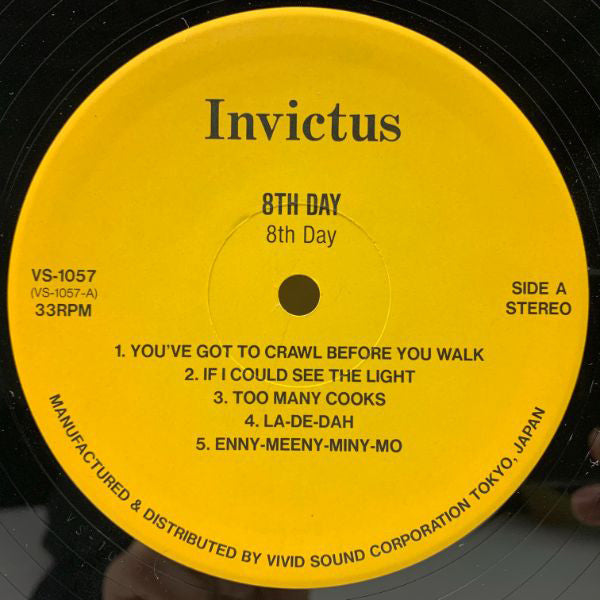 Invictus
8TH DAY
8th Day
VS-1057
(VS-1057-A)
33RPM
SIDE A
STEREO
1. YOU'VE GOT TO CRAWL BEFORE YOU WALK
2. IF I COULD SEE THE LIGHT
3. TOO MANY COOKS
4. LA-DE-DAH
5. ENNY-MEENY-MINY-MO
MANUFACTURED & DISTRIBUTED BY VIVID SOUND CORPORATION TOKYO, JAPAN